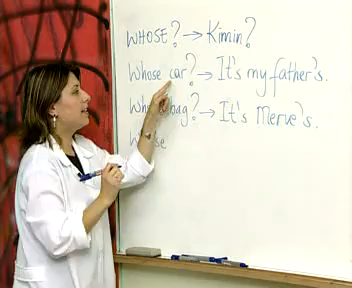 WHOSE? → Kimin?
Whose car? → It's my father's.
bag? → It's Merve's.